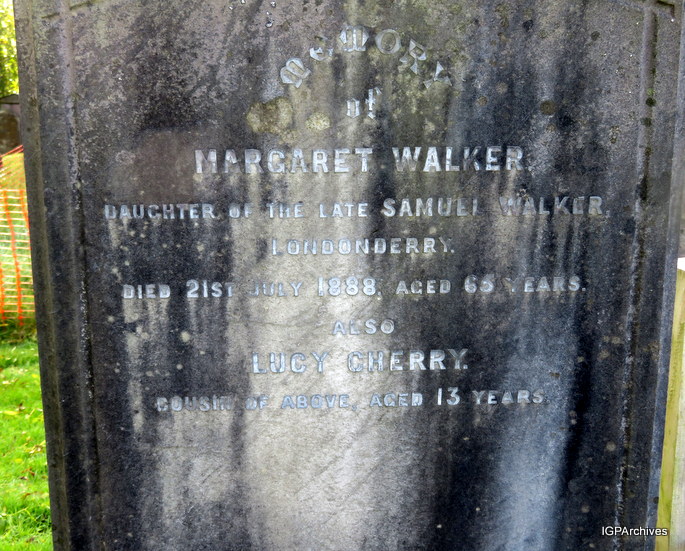 MEMORY
of
MARGARET WALKER.
DAUGHTER OF THE LATE SAMUEL WALKER,
LONDONDERRY.
DIED 21ST JULY 1888, AGED 65 YEARS.
ALSO
LUCY CHERRY.
COUSIN OF ABOVE, AGED 13 YEARS.
IGPArchives